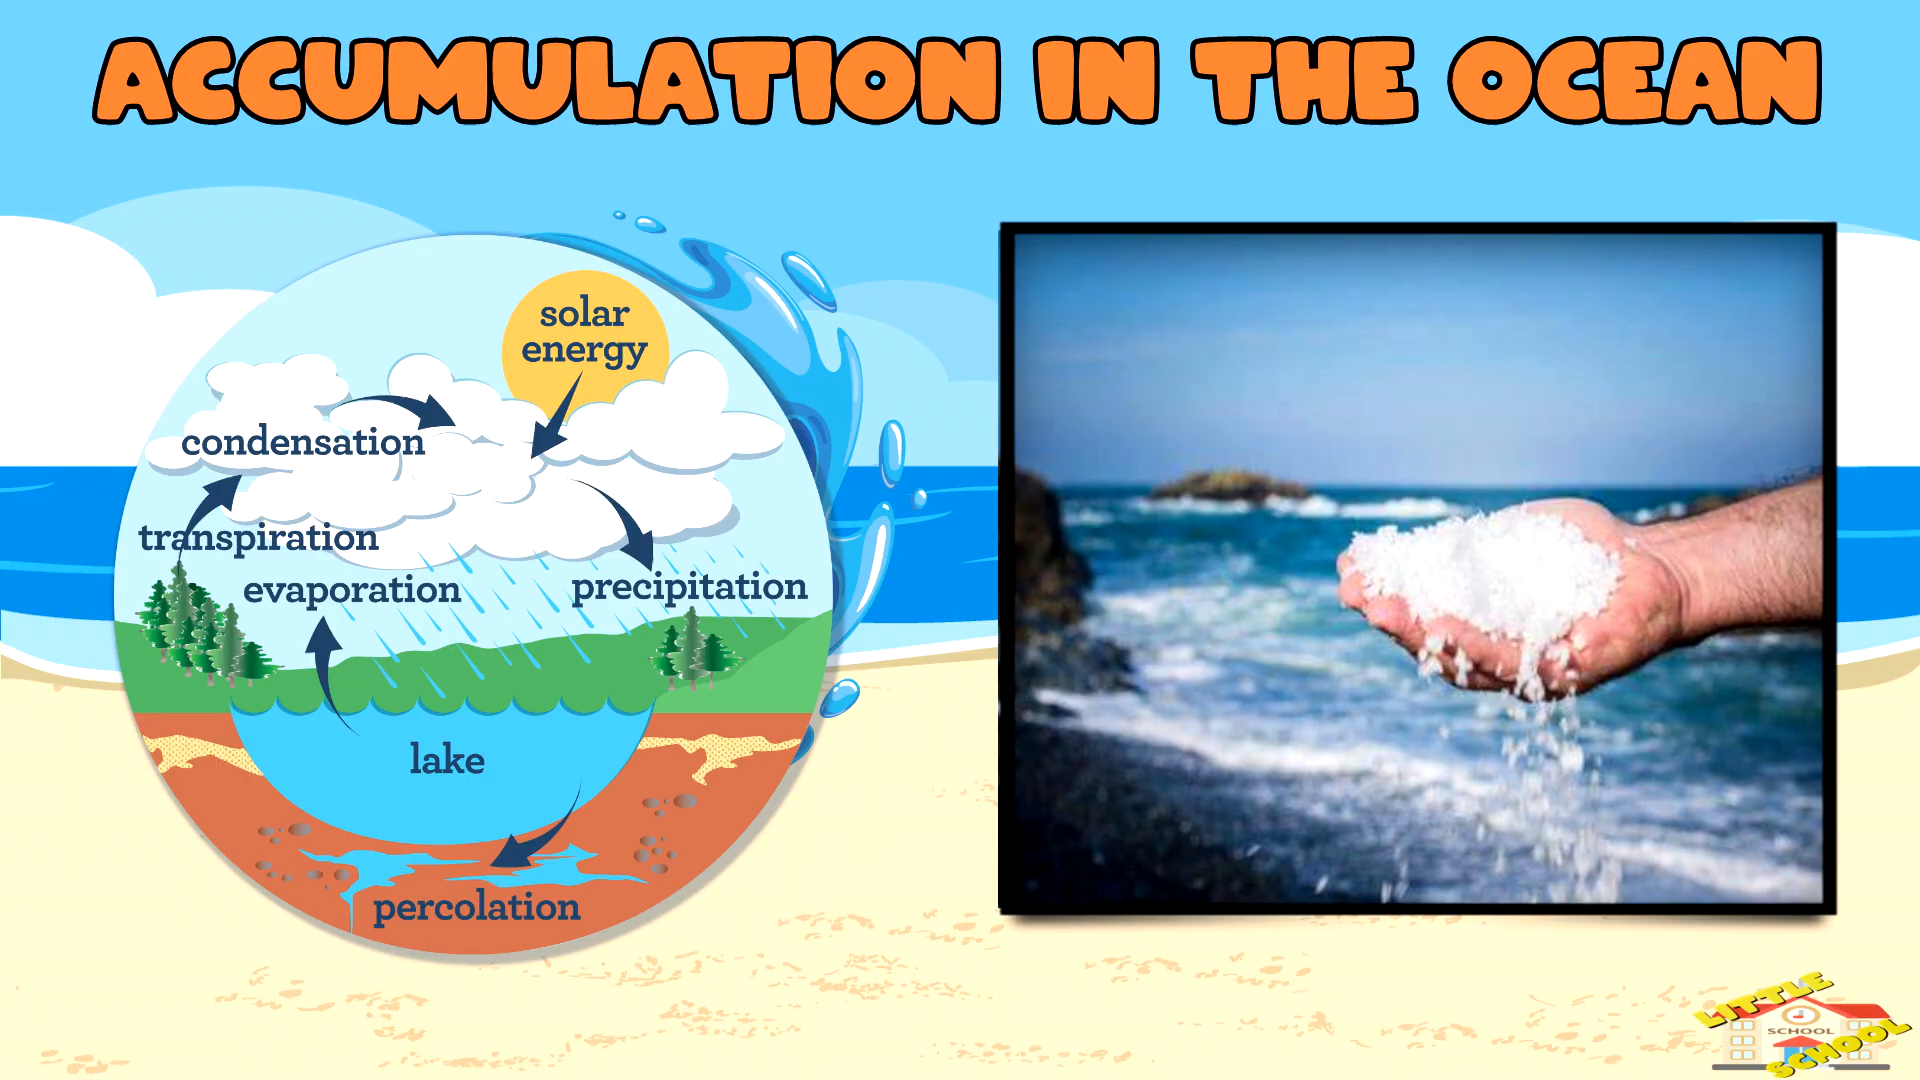 ACCUMULATION IN THE OCEAN
solar
energy
condensation
transpiration
evaporation
precipitation
lake
percolation
LITTLE
SCHOOL
SCHOOL